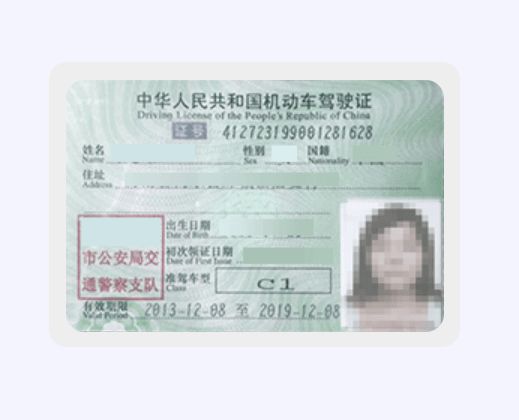 中华人民共和国机动车驾驶证
Driving License of the People's Republic of China
证号 412723199001281628
姓名 性别 国籍
Name Sex Nationality
住址
Address
出生日期
Date of Birth
初次领证日期
Date of First Issue
市公安局交
通警察支队
准驾车型 C1
Class
有效期限 2013-12-08 至 2019-12-08
Valid Period